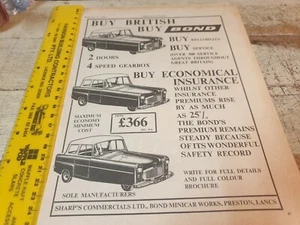 BUY BRITISH
BUY BOND
BUY RELIABILITY
BUY SERVICE
OVER 300 SERVICE
AGENTS THROUGHOUT
GREAT BRITAIN
2 DOORS
4 SPEED GEARBOX
BUY ECONOMICAL
INSURANCE
WHILST OTHER
INSURANCE
PREMIUMS RISE
BY AS MUCH
AS 25%
THE BOND'S
PREMIUM REMAINS
STEADY BECAUSE
OF ITS WONDERFUL
SAFETY RECORD
MAXIMUM
ECONOMY
MINIMUM
COST
£366
WRITE FOR FULL DETAILS
AND FULL COLOUR
BROCHURE
SOLE MANUFACTURERS
SHARP'S COMMERCIALS LTD., BOND MINICAR WORKS, PRESTON, LANCS